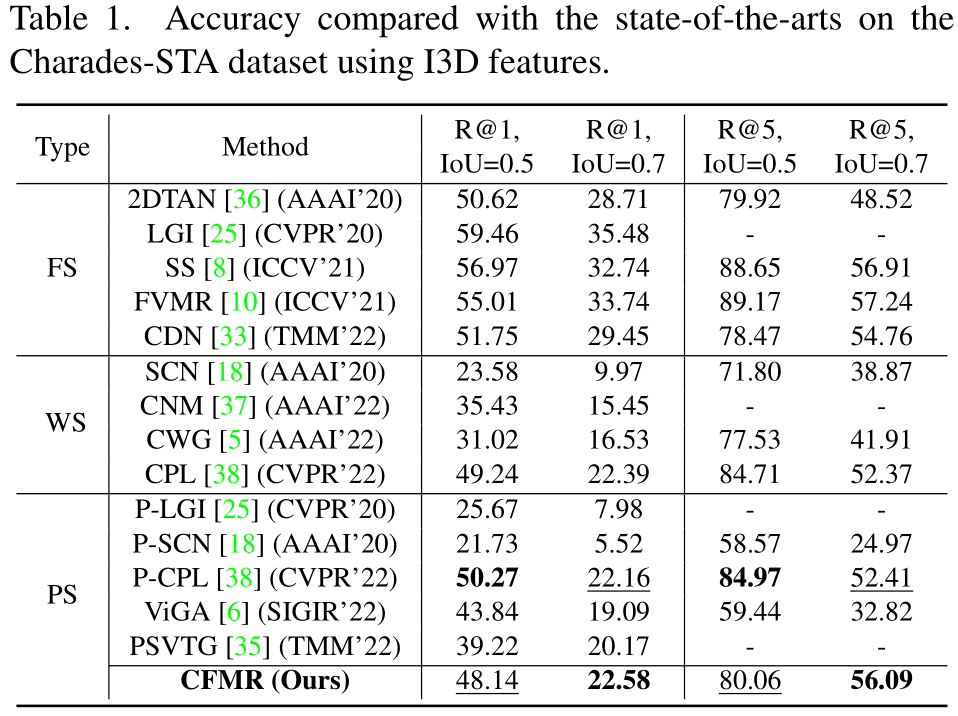 Table 1. Accuracy compared with the state-of-the-arts on the
Charades-STA dataset using I3D features.
Type Method R@1, IoU=0.5 R@1, IoU=0.7 R@5, IoU=0.5 R@5, IoU=0.7
FS
2DTAN [36] (AAAI'20) 50.62 28.71 79.92 48.52
LGI [25] (CVPR'20) 59.46 35.48 - -
SS [8] (ICCV'21) 56.97 32.74 88.65 56.91
FVMR [10] (ICCV'21) 55.01 33.74 89.17 57.24
CDN [33] (TMM'22) 51.75 29.45 78.47 54.76
WS
SCN [18] (AAAI'20) 23.58 9.97 71.80 38.87
CNM [37] (AAAI'22) 35.43 15.45 - -
CWG [5] (AAAI'22) 31.02 16.53 77.53 41.91
CPL [38] (CVPR'22) 49.24 22.39 84.71 52.37
PS
P-LGI [25] (CVPR'20) 25.67 7.98 - -
P-SCN [18] (AAAI'20) 21.73 5.52 58.57 24.97
P-CPL [38] (CVPR'22) 50.27 22.16 84.97 52.41
ViGA [6] (SIGIR'22) 43.84 19.09 59.44 32.82
PSVTG [35] (TMM'22) 39.22 20.17 - -
CFMR (Ours) 48.14 22.58 80.06 56.09